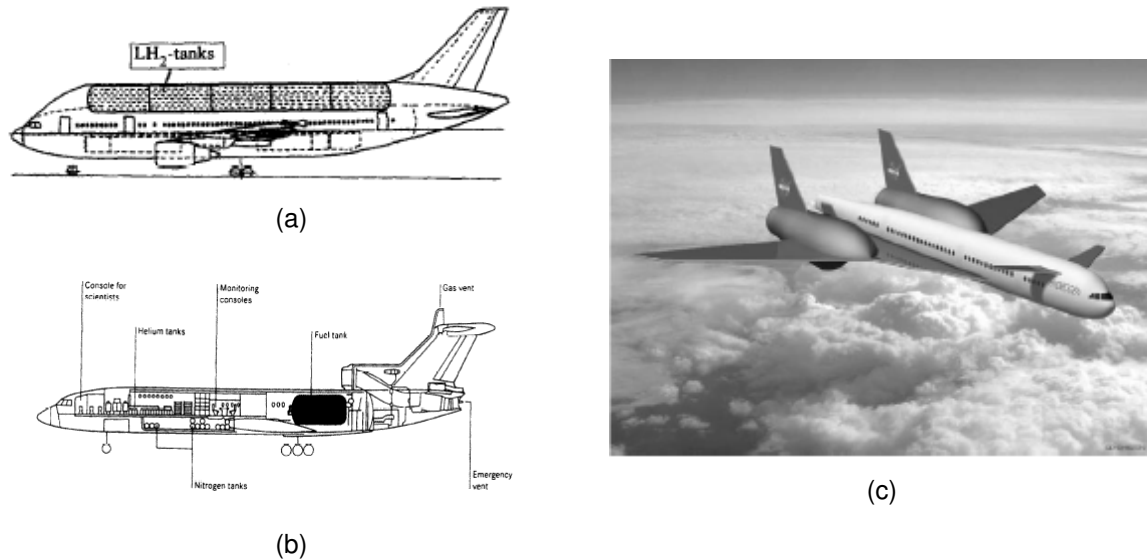 LH2-tanks
(a)
Console for
scientists
Monitoring
consoles
Gas vent
Helium tanks
Fuel tank
Nitrogen tanks
Emergency
vent
(b)
(c)